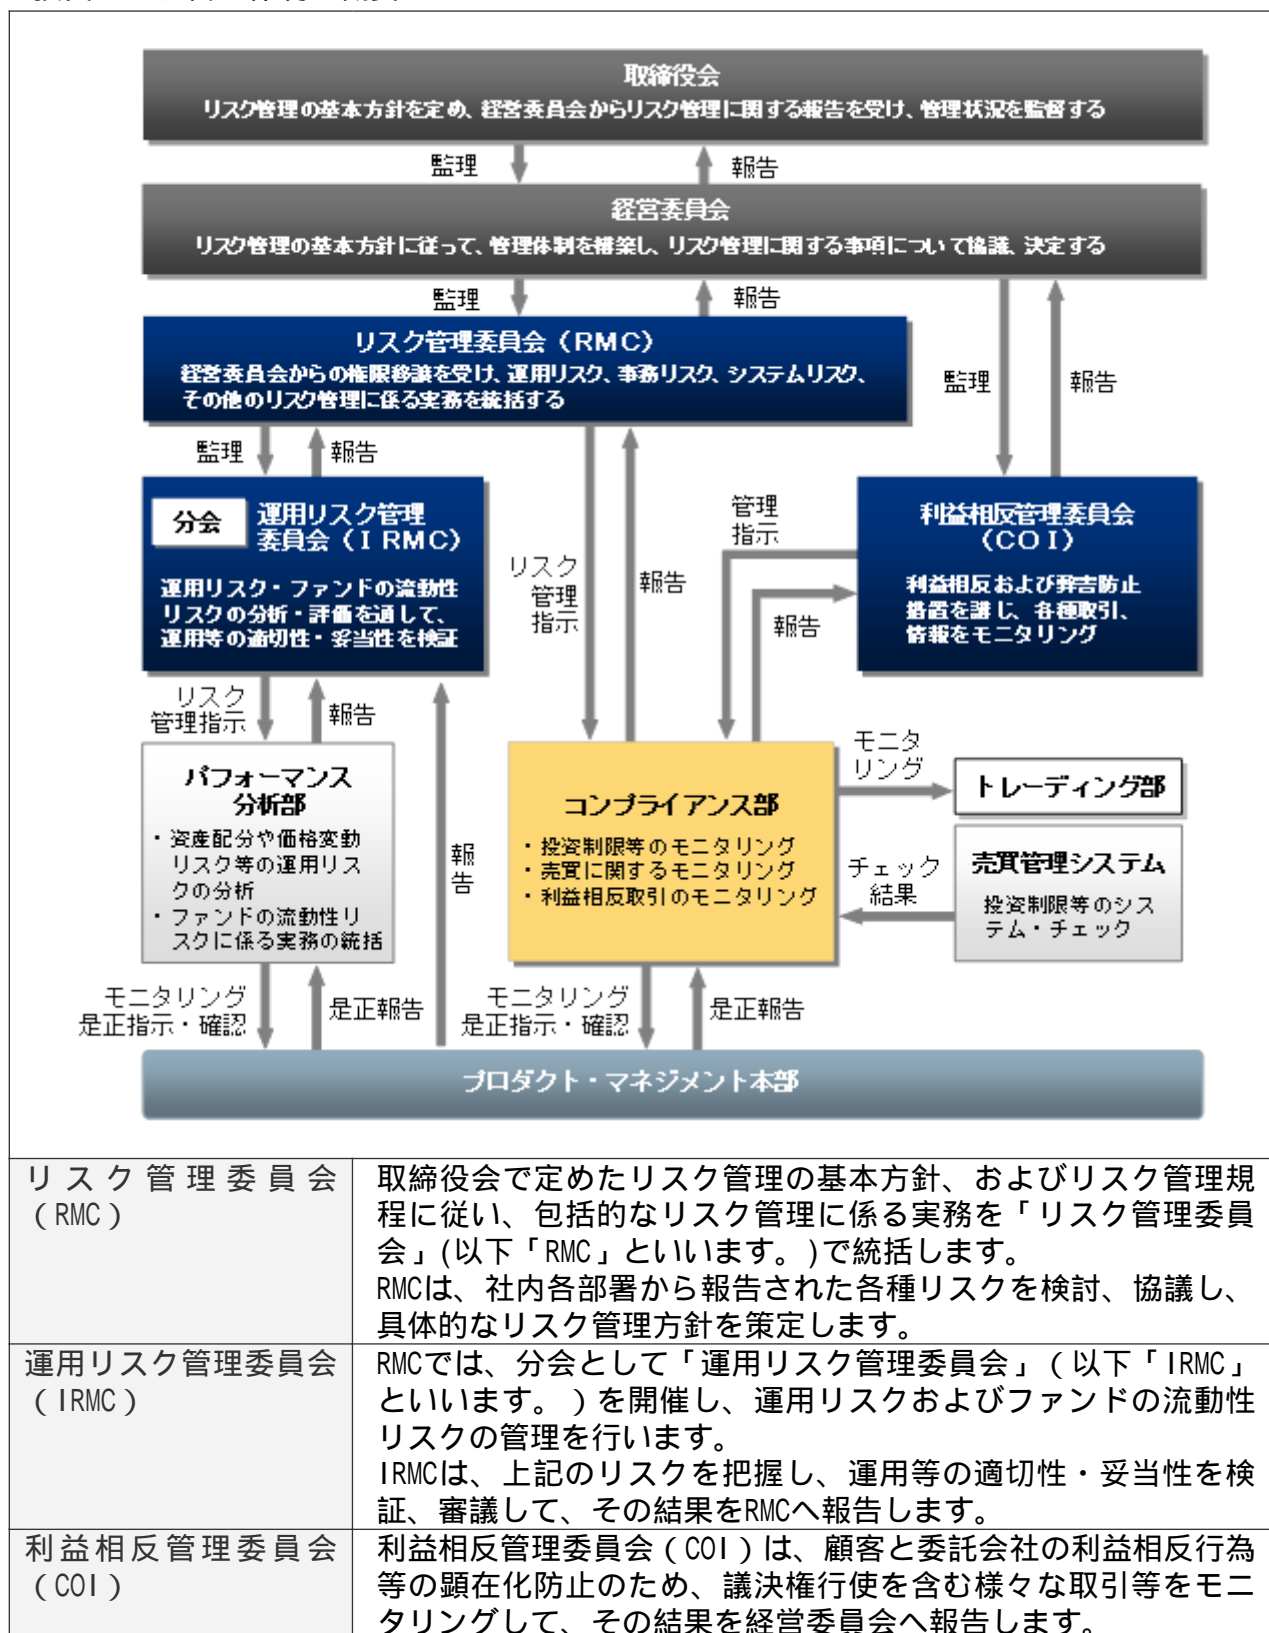 取締役会
リスク管理の基本方針を定め、経営委員会からリスク管理に関する報告を受け、管理状況を監督する
監理
報告
経営委員会
リスク管理の基本方針に従って、管理体制を構築し、リスク管理に関する事項について協議、決定する
監理
報告
リスク管理委員会（RMC）
経営委員会からの権限移譲を受け、運用リスク、事務リスク、システムリスク、
その他のリスク管理に係る実務を統括する
監理
報告
監理
報告
分会
運用リスク管理
委員会（IRMC）
運用リスク・ファンドの流動性
リスクの分析・評価を通して、
運用等の適切性・妥当性を検証
リスク
管理
指示
報告
管理
指示
報告
利益相反管理委員会
（COI）
利益相反および弊害防止
措置を講じ、各種取引、
情報をモニタリング
リスク
管理指示
報告
パフォーマンス
分析部
・資産配分や価格変動
リスク等の運用リス
クの分析
・ファンドの流動性リ
スクに係る実務の統括
報
告
コンプライアンス部
・投資制限等のモニタリング
・売買に関するモニタリング
・利益相反取引のモニタリング
モニタ
リング
トレーディング部
チェック
結果
売買管理システム
投資制限等のシス
テム・チェック
モニタリング
是正指示・確認
是正報告
モニタリング
是正指示・確認
是正報告
プロダクト・マネジメント本部
リスク管理委員会
（RMC）
取締役会で定めたリスク管理の基本方針、およびリスク管理規
程に従い、包括的なリスク管理に係る実務を「リスク管理委員
会」(以下「RMC」といいます。)で統括します。
RMCは、社内各部署から報告された各種リスクを検討、協議し、
具体的なリスク管理方針を策定します。
運用リスク管理委員会
（IRMC）
RMCでは、分会として「運用リスク管理委員会」（以下「IRMC」
といいます。）を開催し、運用リスクおよびファンドの流動性
リスクの管理を行います。
IRMCは、上記のリスクを把握し、運用等の適切性・妥当性を検
証、審議して、その結果をRMCへ報告します。
利益相反管理委員会
（COI）
利益相反管理委員会（COI）は、顧客と委託会社の利益相反行為
等の顕在化防止のため、議決権行使を含む様々な取引等をモニ
タリングして、その結果を経営委員会へ報告します。